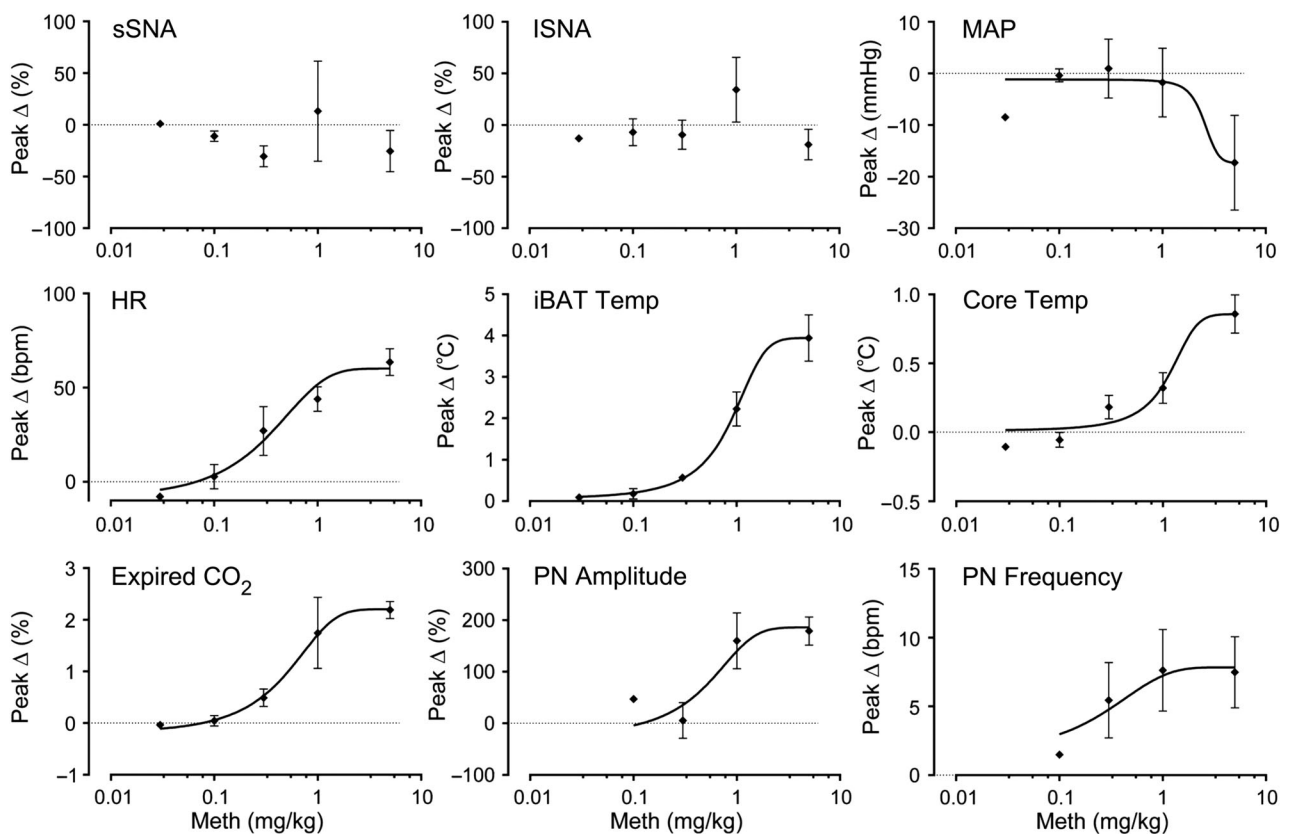 sSNA
Peak Δ (%)
100
50
0
−50
−100
0.01 0.1 1 10
lSNA
Peak Δ (%)
100
50
0
−50
−100
0.01 0.1 1 10
MAP
Peak Δ (mmHg)
10
0
−10
−20
−30
0.01 0.1 1 10
HR
Peak Δ (bpm)
100
50
0
0.01 0.1 1 10
iBAT Temp
Peak Δ (°C)
5
4
3
2
1
0
0.01 0.1 1 10
Core Temp
Peak Δ (°C)
1.0
0.5
0.0
−0.5
0.01 0.1 1 10
Expired CO₂
Peak Δ (%)
3
2
1
0
−1
0.01 0.1 1 10
Meth (mg/kg)
PN Amplitude
Peak Δ (%)
300
200
100
0
−100
0.01 0.1 1 10
Meth (mg/kg)
PN Frequency
Peak Δ (bpm)
15
10
5
0
0.01 0.1 1 10
Meth (mg/kg)